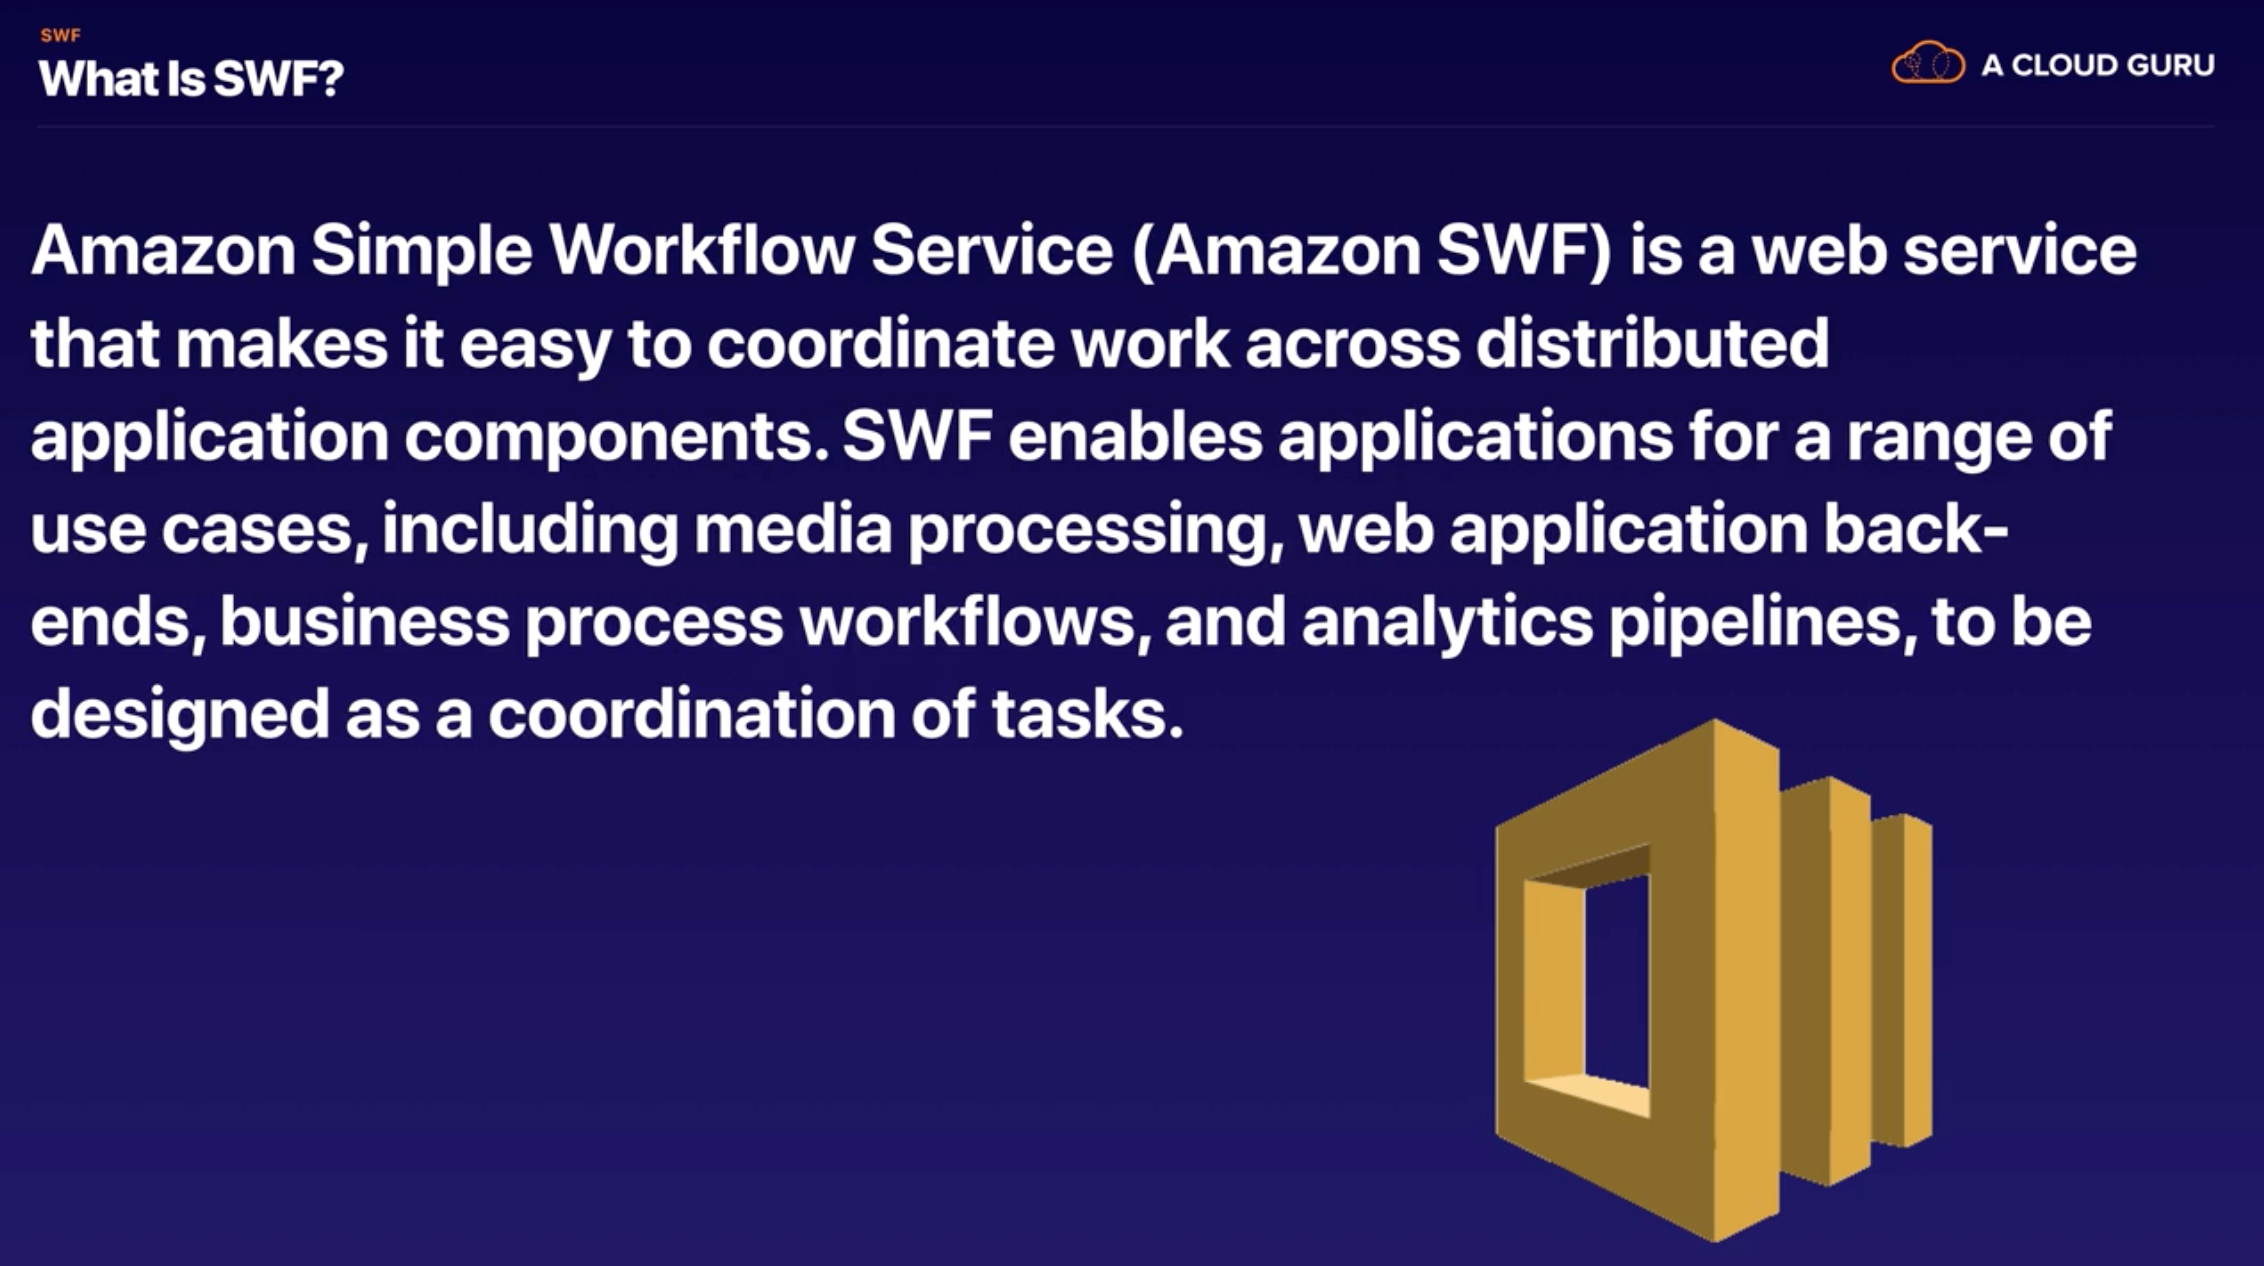 SWF
What Is SWF?
A CLOUD GURU
Amazon Simple Workflow Service (Amazon SWF) is a web service
that makes it easy to coordinate work across distributed
application components. SWF enables applications for a range of
use cases, including media processing, web application back-
ends, business process workflows, and analytics pipelines, to be
designed as a coordination of tasks.